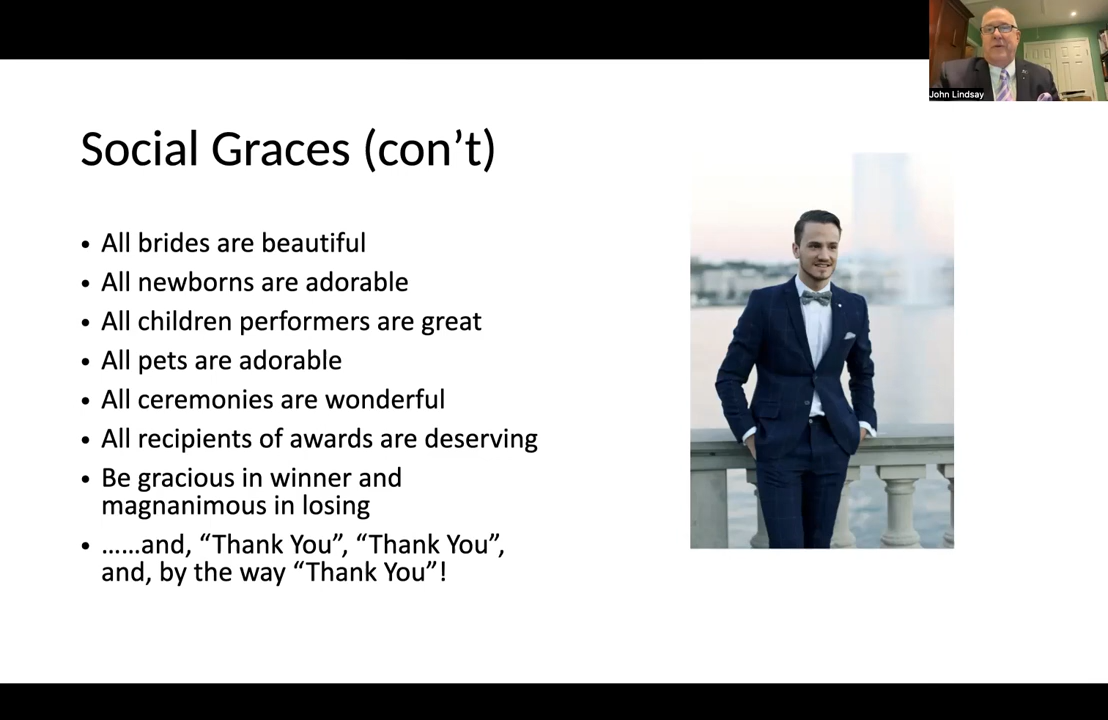 John Lindsay
Social Graces (con’t)
• All brides are beautiful
• All newborns are adorable
• All children performers are great
• All pets are adorable
• All ceremonies are wonderful
• All recipients of awards are deserving
• Be gracious in winner and
magnanimous in losing
• ……and, “Thank You”, “Thank You”,
and, by the way “Thank You”!